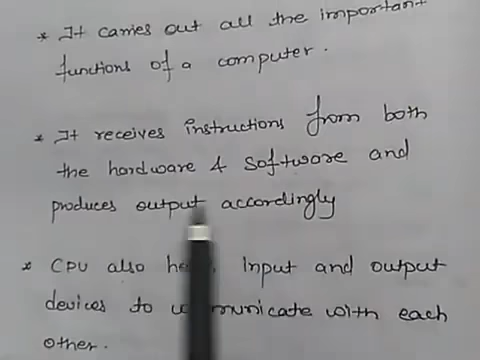 * It carries out all the important
functions of a computer.
* It receives instructions from both
the hardware & software and
produces output accordingly
* CPU also input and output
devices to with each
other.